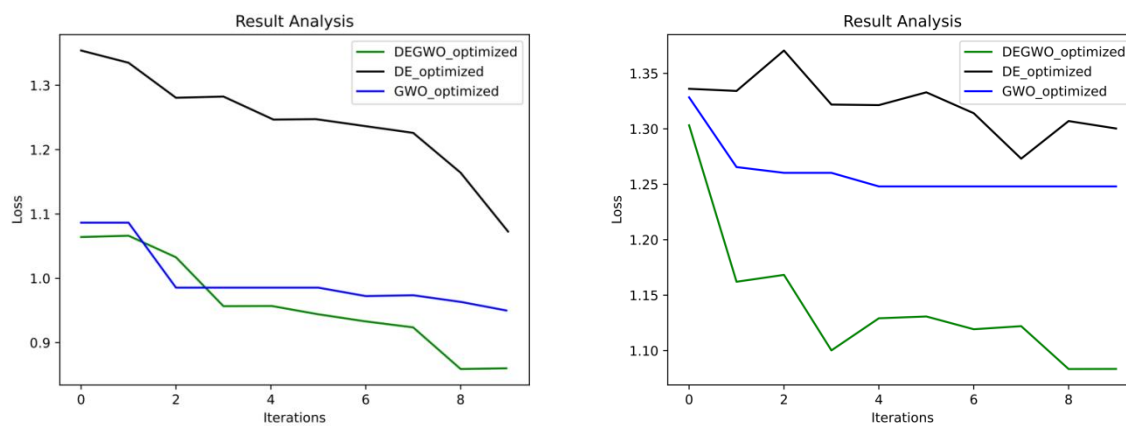 Result Analysis
DEGWO_optimized
DE_optimized
GWO_optimized
1.3
1.2
1.1
1.0
0.9
Loss
0 2 4 6 8
Iterations
Result Analysis
DEGWO_optimized
DE_optimized
GWO_optimized
1.35
1.30
1.25
1.20
1.15
1.10
Loss
0 2 4 6 8
Iterations